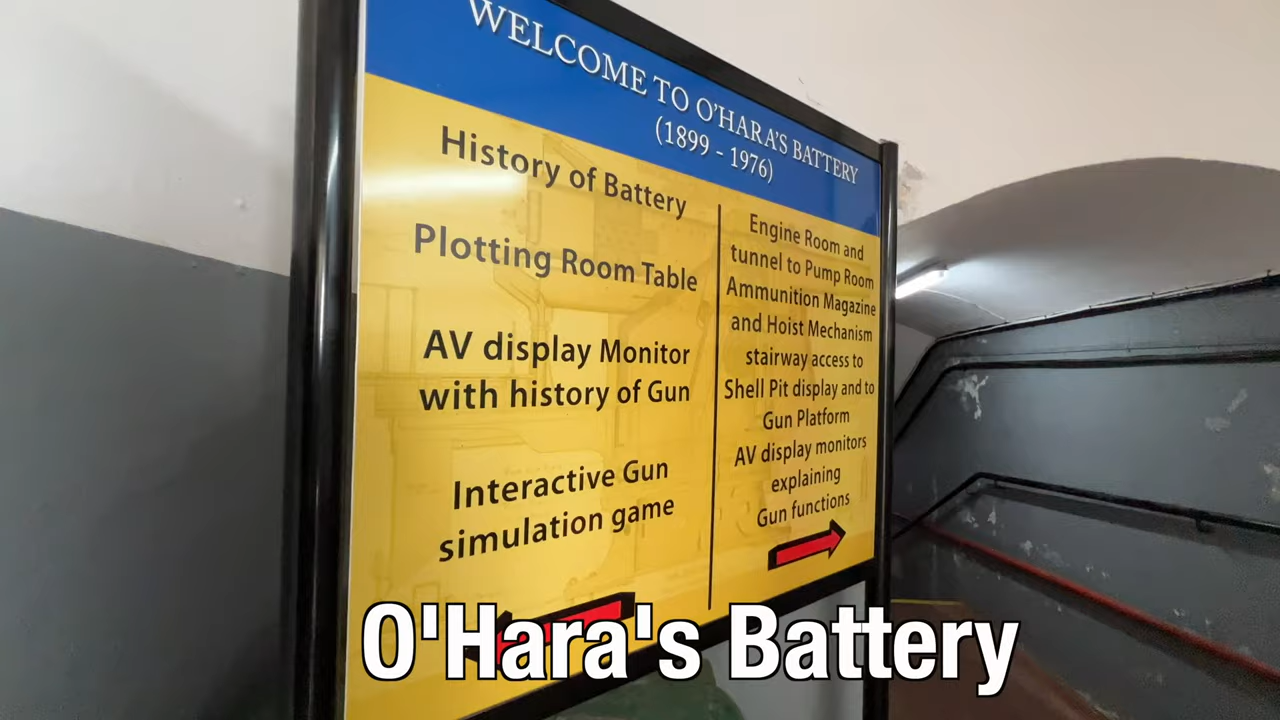 WELCOME TO O'HARA'S BATTERY
(1899 - 1976)
History of Battery
Plotting Room Table
AV display Monitor
with history of Gun
Interactive Gun
simulation game
Engine Room and
tunnel to Pump Room
Ammunition Magazine
and Hoist Mechanism
stairway access to
Shell Pit display and to
Gun Platform
AV display monitors
explaining
Gun functions
O'Hara's Battery